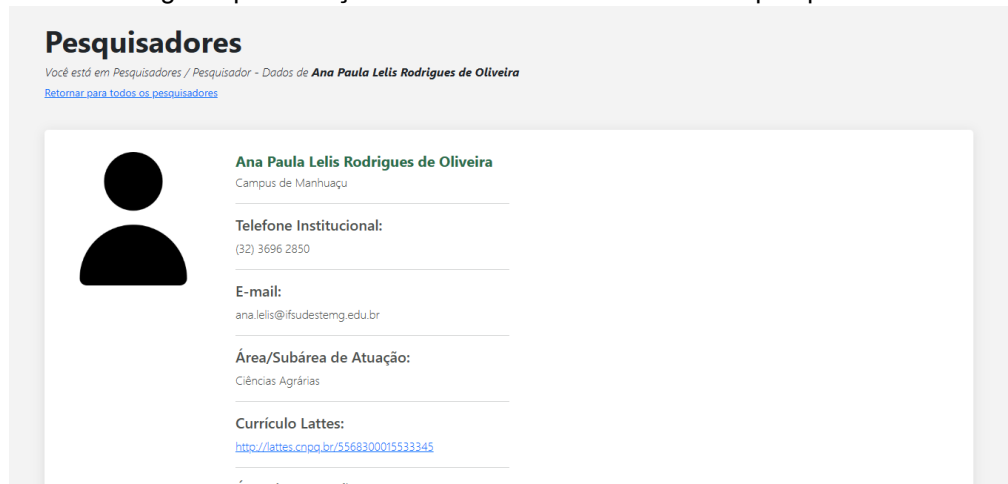 Pesquisadores
Você está em Pesquisadores / Pesquisador - Dados de Ana Paula Lelis Rodrigues de Oliveira
Retornar para todos os pesquisadores
Ana Paula Lelis Rodrigues de Oliveira
Campus de Manhuaçu
Telefone Institucional:
(32) 3696 2850
E-mail:
ana.lelis@ifsudestemg.edu.br
Área/Subárea de Atuação:
Ciências Agrárias
Currículo Lattes:
http://lattes.cnpq.br/5568300015533345